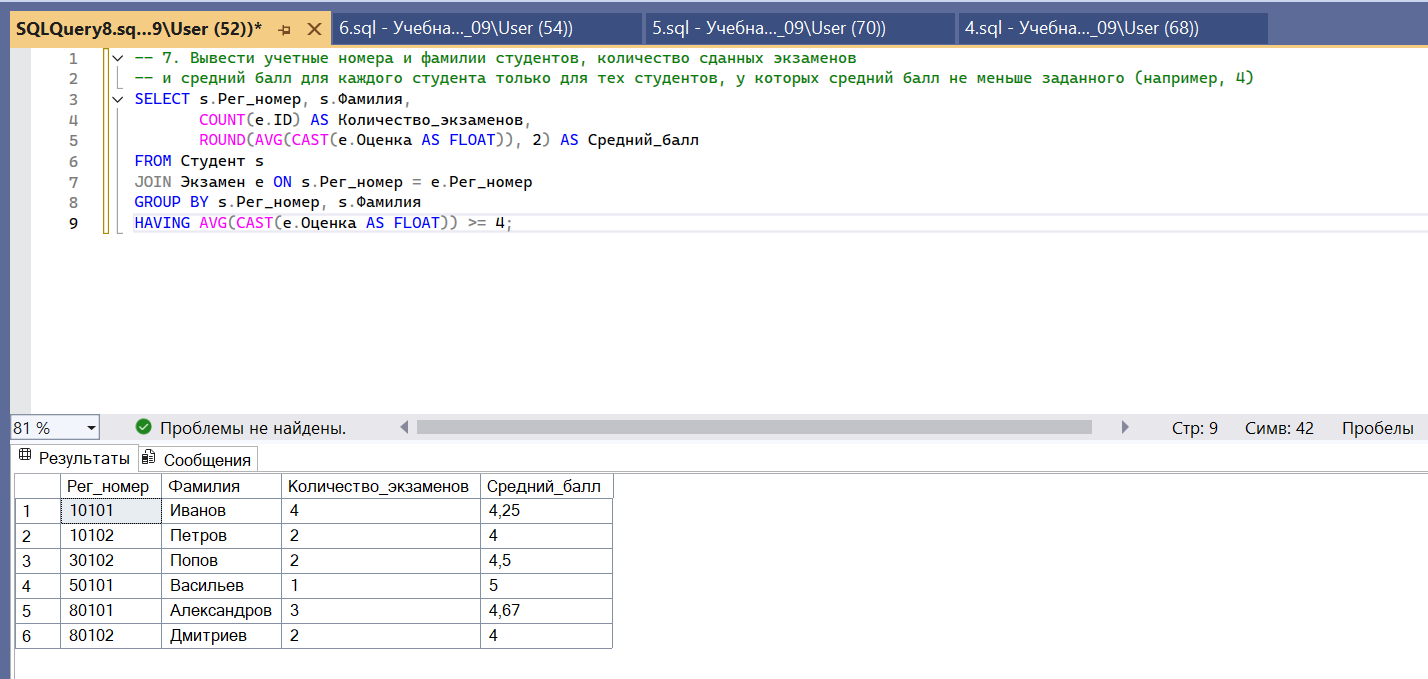 SQLQuery8.sq...9\User (52))* 6.sql - Учебна..._09\User (54)) 5.sql - Учебна..._09\User (70)) 4.sql - Учебна..._09\User (68))
1 -- 7. Вывести учетные номера и фамилии студентов, количество сданных экзаменов
2 -- и средний балл для каждого студента только для тех студентов, у которых средний балл не меньше заданного (например, 4)
3 SELECT s.Рег_номер, s.Фамилия,
4 COUNT(e.ID) AS Количество_экзаменов,
5 ROUND(AVG(CAST(e.Оценка AS FLOAT)), 2) AS Средний_балл
6 FROM Студент s
7 JOIN Экзамен e ON s.Рег_номер = e.Рег_номер
8 GROUP BY s.Рег_номер, s.Фамилия
9 HAVING AVG(CAST(e.Оценка AS FLOAT)) >= 4;
81 % Проблемы не найдены. Стр: 9 Симв: 42 Пробелы
Результаты Сообщения
Рег_номер Фамилия Количество_экзаменов Средний_балл
1 10101 Иванов 4 4,25
2 10102 Петров 2 4
3 30102 Попов 2 4,5
4 50101 Васильев 1 5
5 80101 Александров 3 4,67
6 80102 Дмитриев 2 4